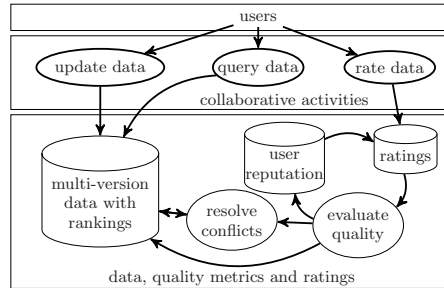 users
update data
query data
rate data
collaborative activities
user
reputation
ratings
multi-version
data with
rankings
resolve
conflicts
evaluate
quality
data, quality metrics and ratings